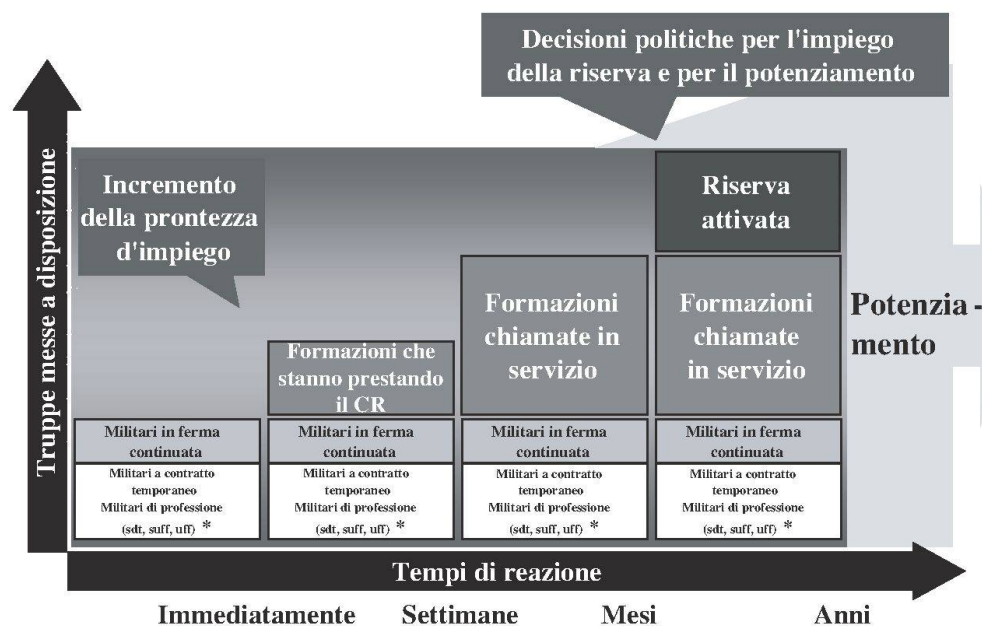 Decisioni politiche per l'impiego
della riserva e per il potenziamento
Truppe messe a disposizione
Incremento
della prontezza
d'impiego
Riserva
attivata
Formazioni che
stanno prestando
il CR
Formazioni
chiamate in
servizio
Formazioni
chiamate
in servizio
Potenzia -
mento
Militari in ferma
continuata
Militari in ferma
continuata
Militari in ferma
continuata
Militari in ferma
continuata
Militari a contratto
temporaneo
Militari di professione
(sdt, suff, uff) *
Militari a contratto
temporaneo
Militari di professione
(sdt, suff, uff) *
Militari a contratto
temporaneo
Militari di professione
(sdt, suff, uff) *
Militari a contratto
temporaneo
Militari di professione
(sdt, suff, uff) *
Tempi di reazione
Immediatamente
Settimane
Mesi
Anni